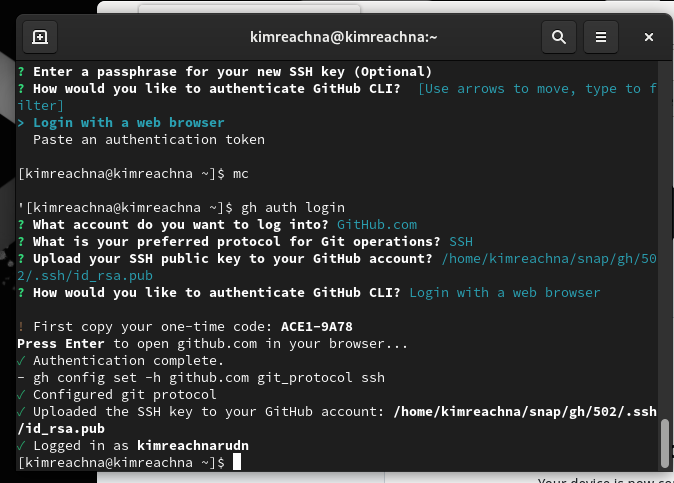 kimreachna@kimreachna:~
? Enter a passphrase for your new SSH key (Optional)
? How would you like to authenticate GitHub CLI?  [Use arrows to move, type to f
ilter]
> Login with a web browser
  Paste an authentication token
[kimreachna@kimreachna ~]$ mc
'[kimreachna@kimreachna ~]$ gh auth login
? What account do you want to log into? GitHub.com
? What is your preferred protocol for Git operations? SSH
? Upload your SSH public key to your GitHub account? /home/kimreachna/snap/gh/50
2/.ssh/id_rsa.pub
? How would you like to authenticate GitHub CLI? Login with a web browser
! First copy your one-time code: ACE1-9A78
Press Enter to open github.com in your browser...
✓ Authentication complete.
- gh config set -h github.com git_protocol ssh
✓ Configured git protocol
✓ Uploaded the SSH key to your GitHub account: /home/kimreachna/snap/gh/502/.ssh
/id_rsa.pub
✓ Logged in as kimreachnarudn
[kimreachna@kimreachna ~]$
Your device is now